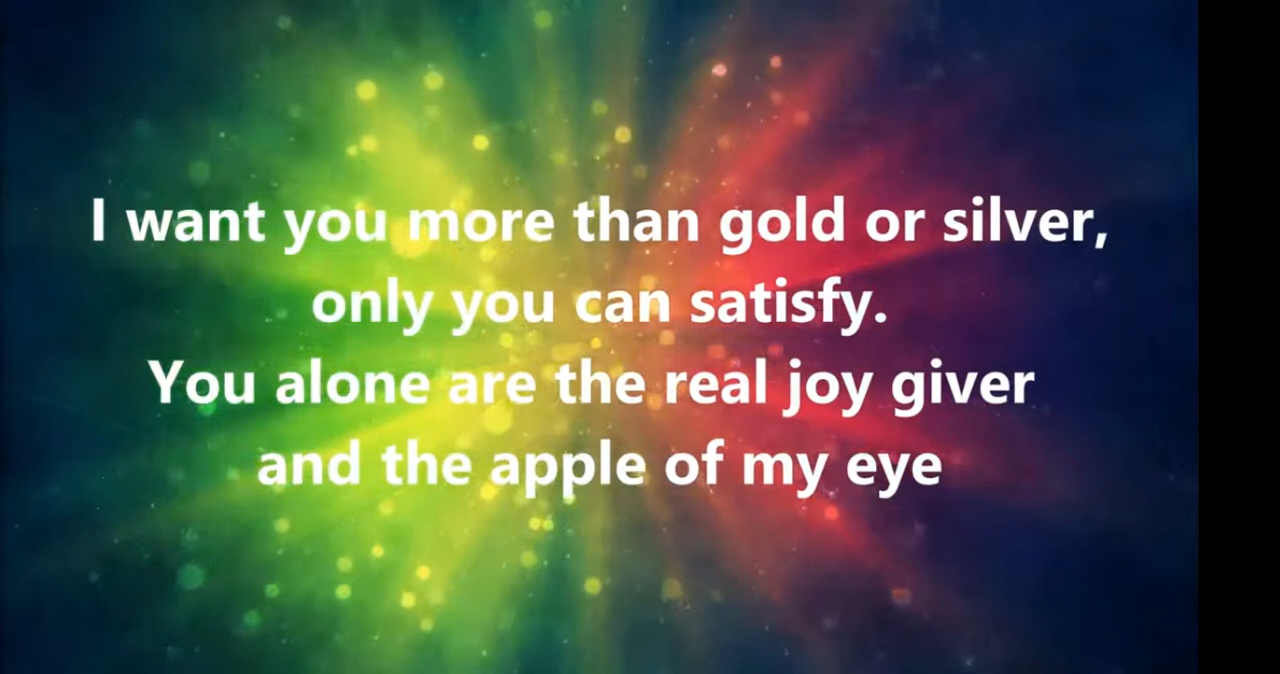 I want you more than gold or silver,
only you can satisfy.
You alone are the real joy giver
and the apple of my eye